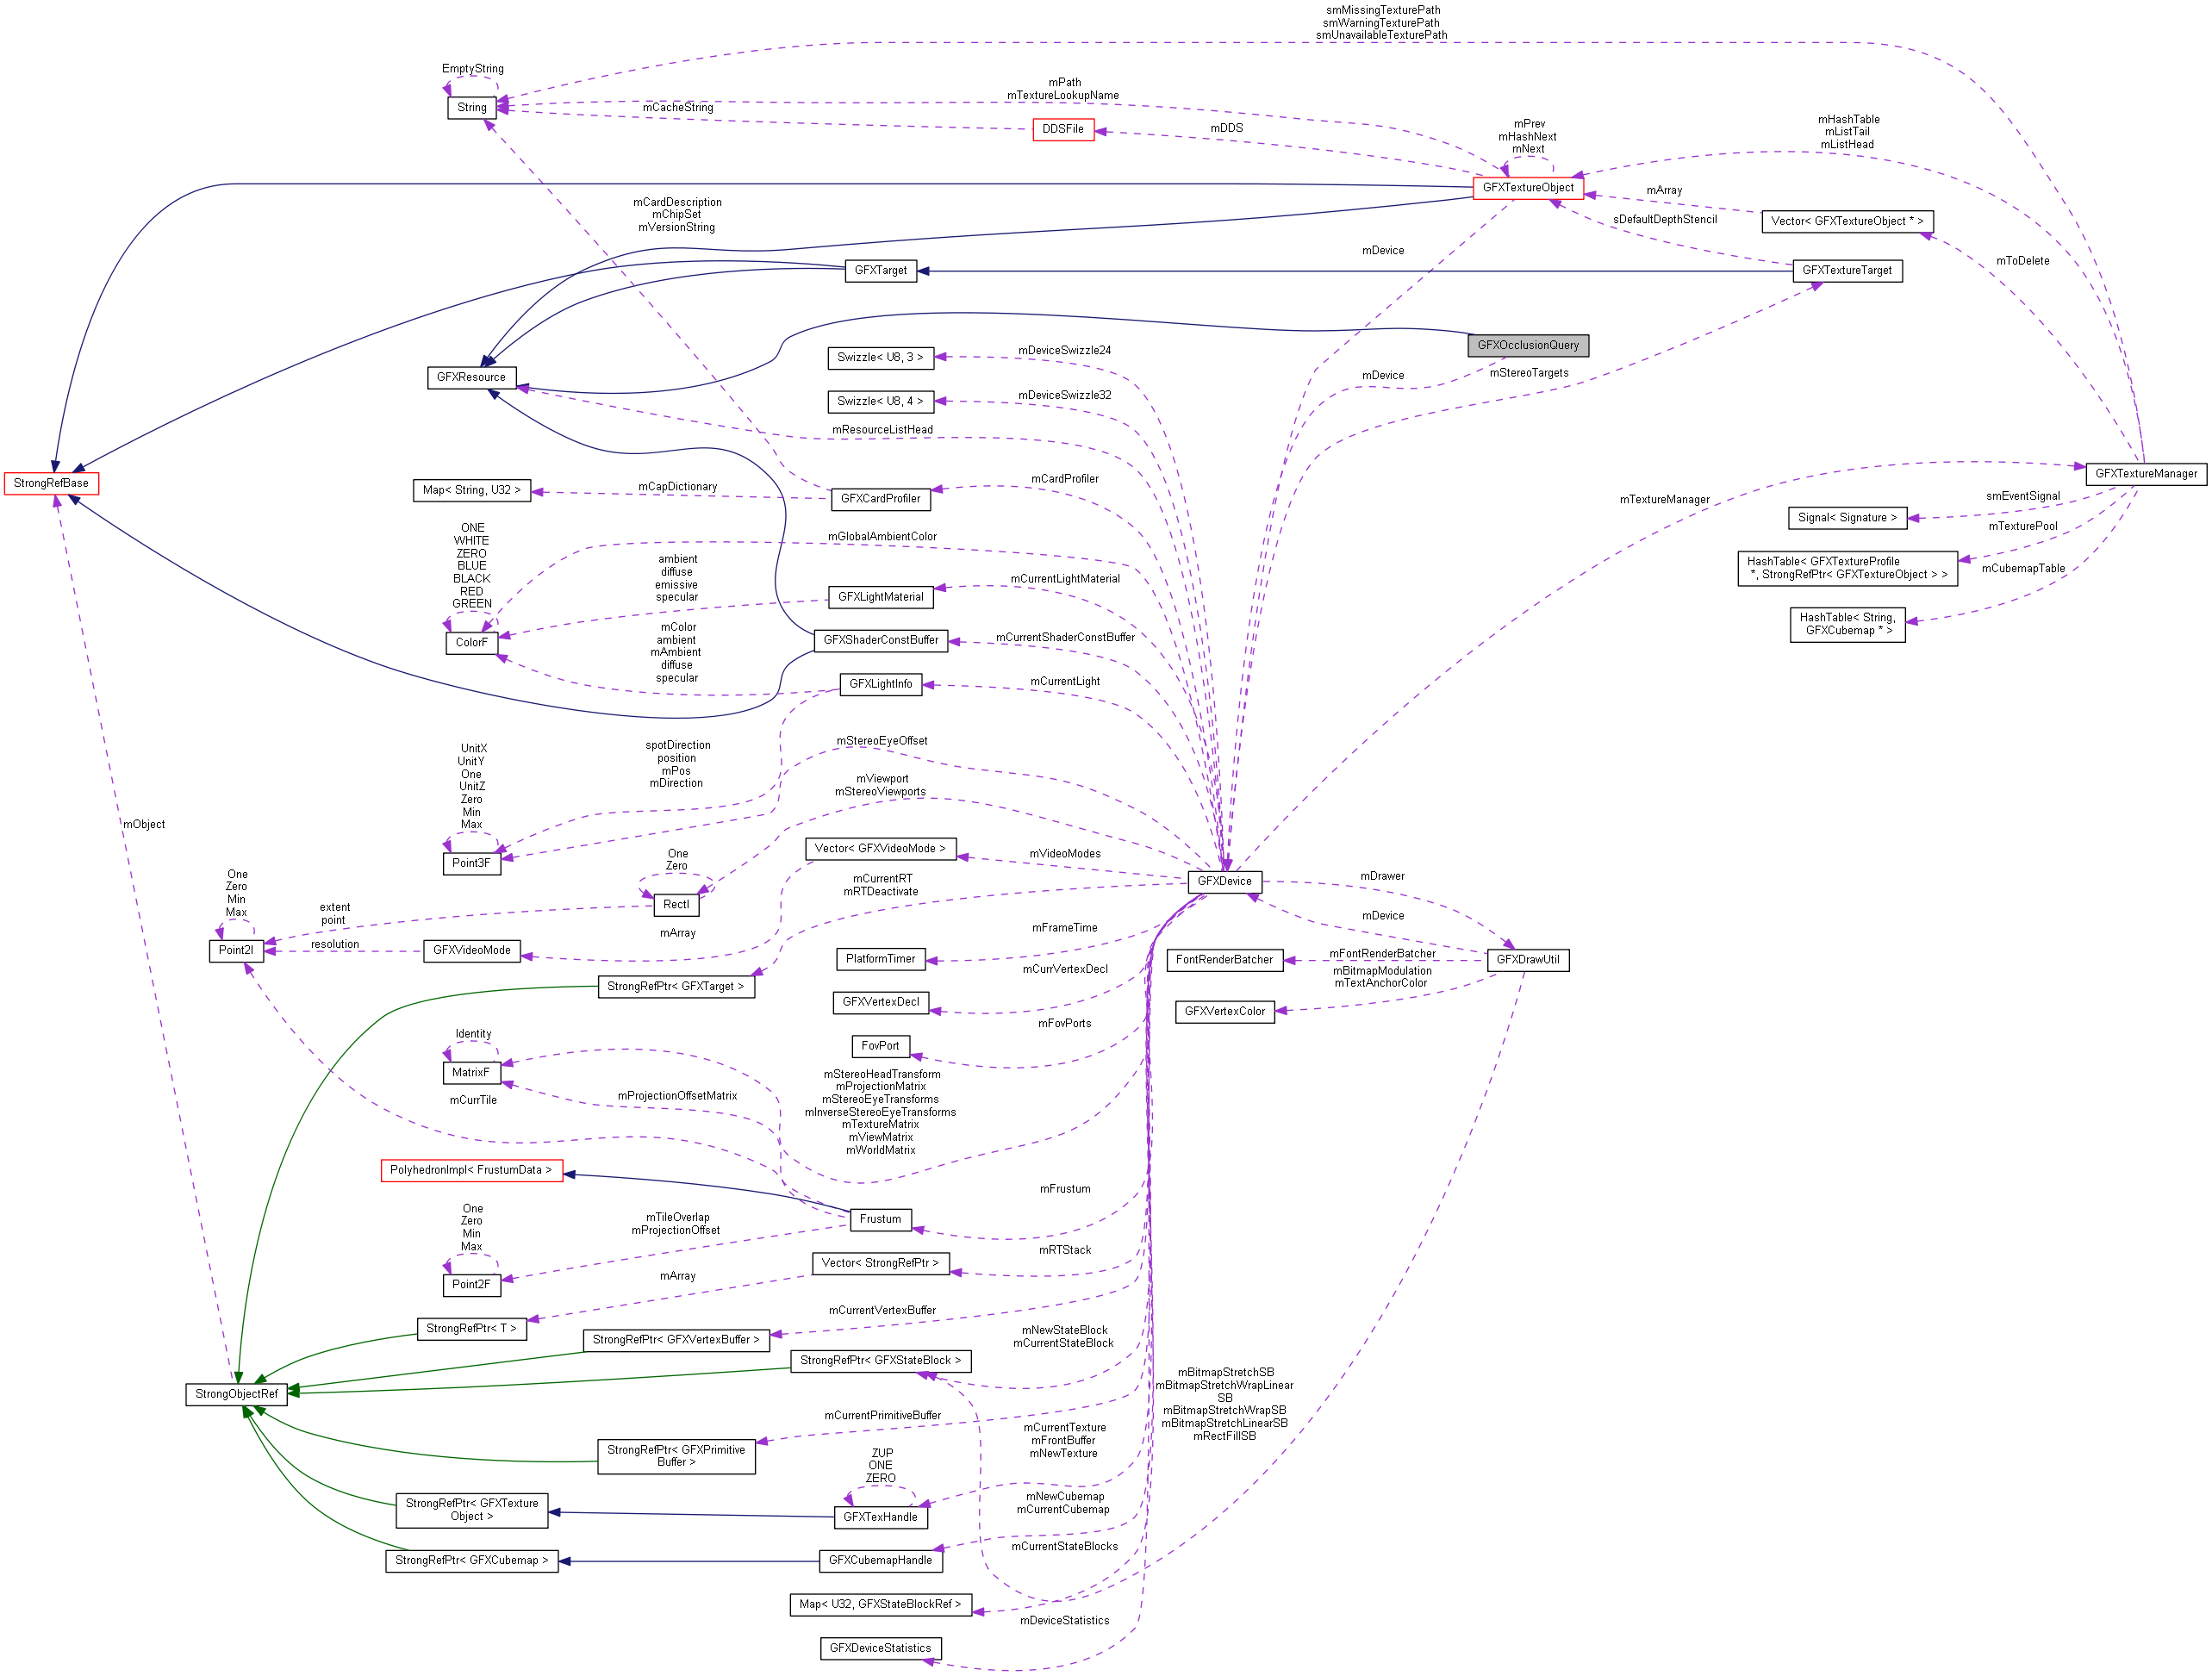 smMissingTexturePath
smWarningTexturePath
smUnavailableTexturePath
EmptyString
String
mPath
mTextureLookupName
mCacheString
DDSFile
mDDS
mPrev
mHashNext
mNext
mHashTable
mListTail
mListHead
GFXTextureObject
mArray
mCardDescription
mChipSet
mVersionString
sDefaultDepthStencil
Vector< GFXTextureObject * >
mDevice
mToDelete
GFXTarget
GFXTextureTarget
GFXOcclusionQuery
Swizzle< U8, 3 >
mDeviceSwizzle24
GFXResource
mDevice
mStereoTargets
Swizzle< U8, 4 >
mDeviceSwizzle32
mResourceListHead
StrongRefBase
Map< String, U32 >
mCapDictionary
GFXCardProfiler
mCardProfiler
mTextureManager
GFXTextureManager
smEventSignal
Signal< Signature >
mTexturePool
HashTable< GFXTextureProfile
*, StrongRefPtr< GFXTextureObject > >
mCubemapTable
HashTable< String,
GFXCubemap * >
ONE
WHITE
ZERO
BLUE
BLACK
RED
GREEN
ColorF
mGlobalAmbientColor
ambient
diffuse
emissive
specular
GFXLightMaterial
mCurrentLightMaterial
mColor
ambient
mAmbient
diffuse
specular
GFXShaderConstBuffer
mCurrentShaderConstBuffer
GFXLightInfo
mCurrentLight
UnitX
UnitY
One
UnitZ
Zero
Min
Max
Point3F
spotDirection
position
mPos
mDirection
mStereoEyeOffset
mViewport
mStereoViewports
mObject
One
Zero
RectI
Vector< GFXVideoMode >
mVideoModes
mCurrentRT
mRTDeactivate
GFXDevice
mDrawer
mDevice
One
Zero
Min
Max
Point2I
extent
point
resolution
GFXVideoMode
mArray
PlatformTimer
mFrameTime
FontRenderBatcher
mFontRenderBatcher
GFXDrawUtil
mBitmapModulation
mTextAnchorColor
GFXVertexColor
StrongRefPtr< GFXTarget >
GFXVertexDecl
mCurrVertexDecl
FovPort
mFovPorts
Identity
MatrixF
mCurrTile
mProjectionOffsetMatrix
mStereoHeadTransform
mProjectionMatrix
mStereoEyeTransforms
mInverseStereoEyeTransforms
mTextureMatrix
mViewMatrix
mWorldMatrix
PolyhedronImpl< FrustumData >
Frustum
mFrustum
One
Zero
Min
Max
Point2F
mTileOverlap
mProjectionOffset
Vector< StrongRefPtr >
mRTStack
mArray
StrongRefPtr< T >
StrongRefPtr< GFXVertexBuffer >
mCurrentVertexBuffer
StrongRefPtr< GFXStateBlock >
mNewStateBlock
mCurrentStateBlock
StrongObjectRef
mBitmapStretchSB
mBitmapStretchWrapLinear
SB
mBitmapStretchWrapSB
mBitmapStretchLinearSB
mRectFillSB
mCurrentPrimitiveBuffer
StrongRefPtr< GFXPrimitive
Buffer >
mCurrentTexture
mFrontBuffer
mNewTexture
ZUP
ONE
ZERO
StrongRefPtr< GFXTexture
Object >
GFXTexHandle
mNewCubemap
mCurrentCubemap
StrongRefPtr< GFXCubemap >
GFXCubemapHandle
mCurrentStateBlocks
Map< U32, GFXStateBlockRef >
mDeviceStatistics
GFXDeviceStatistics